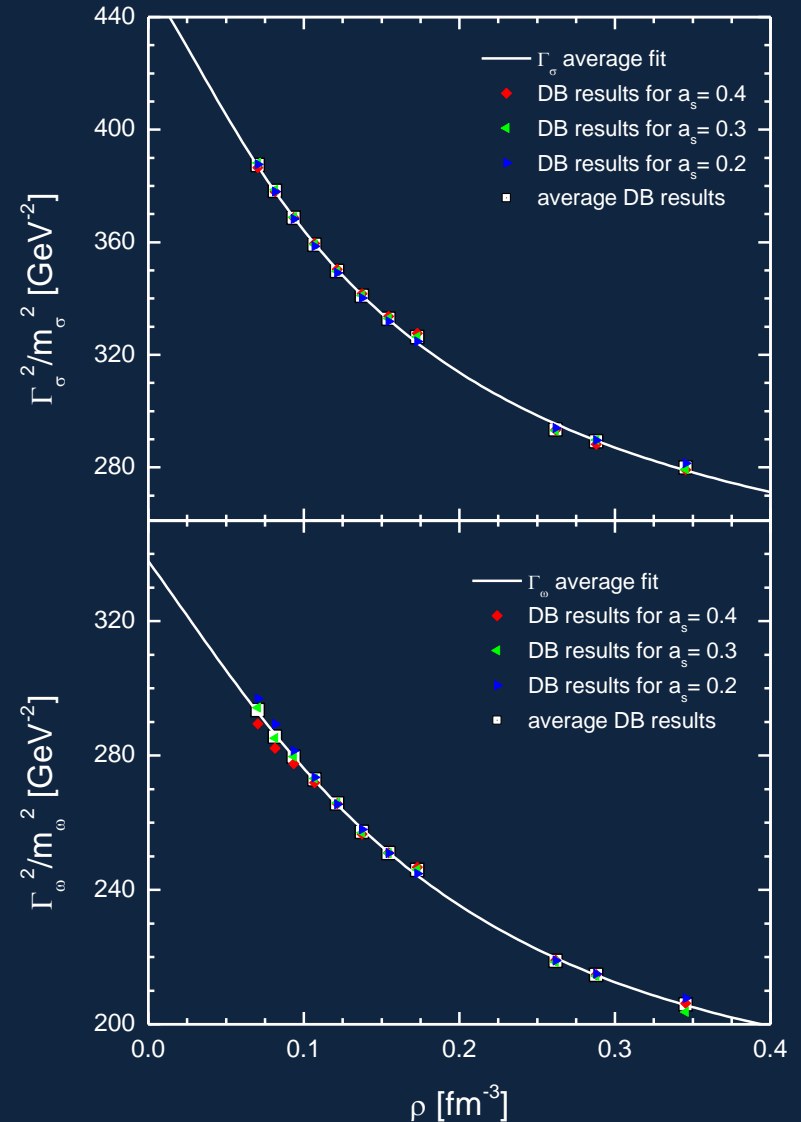 440
400
360
320
280
Γσ²/mσ² [GeV⁻²]
Γσ average fit
DB results for aₛ= 0.4
DB results for aₛ= 0.3
DB results for aₛ= 0.2
average DB results
320
280
240
200
Γω²/mω² [GeV⁻²]
Γω average fit
DB results for aₛ= 0.4
DB results for aₛ= 0.3
DB results for aₛ= 0.2
average DB results
0.0 0.1 0.2 0.3 0.4
ρ [fm⁻³]